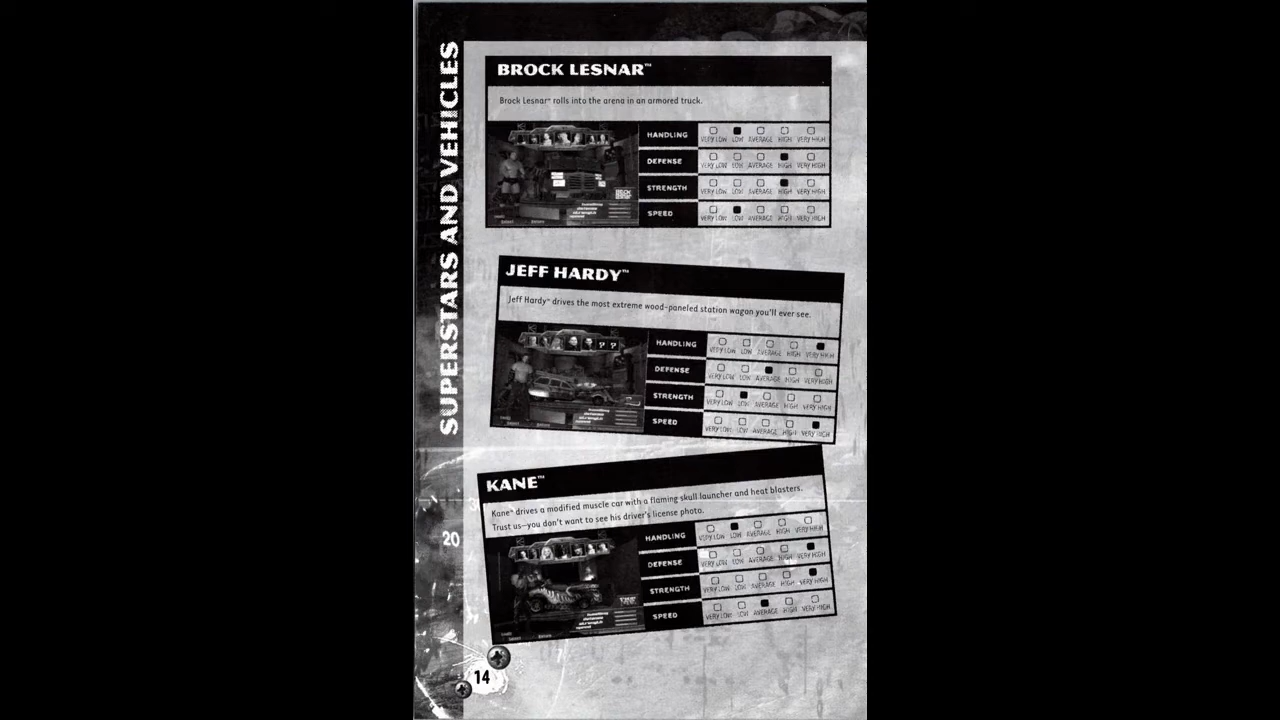 SUPERSTARS AND VEHICLES
BROCK LESNAR™
Brock Lesnar™ rolls into the arena in an armored truck.
HANDLING
VERY LOW LOW AVERAGE HIGH VERY HIGH
DEFENSE
VERY LOW LOW AVERAGE HIGH VERY HIGH
STRENGTH
VERY LOW LOW AVERAGE HIGH VERY HIGH
SPEED
VERY LOW LOW AVERAGE HIGH VERY HIGH
JEFF HARDY™
Jeff Hardy™ drives the most extreme wood-paneled station wagon you'll ever see.
? ?
HANDLING
VERY LOW LOW AVERAGE HIGH VERY HIGH
DEFENSE
VERY LOW LOW AVERAGE HIGH VERY HIGH
STRENGTH
VERY LOW LOW AVERAGE HIGH VERY HIGH
SPEED
VERY LOW LOW AVERAGE HIGH VERY HIGH
KANE™
Kane™ drives a modified muscle car with a flaming skull launcher and heat blasters.
Trust us—you don't want to see his driver's license photo.
HANDLING
VERY LOW LOW AVERAGE HIGH VERY HIGH
DEFENSE
VERY LOW LOW AVERAGE HIGH VERY HIGH
STRENGTH
VERY LOW LOW AVERAGE HIGH VERY HIGH
SPEED
VERY LOW LOW AVERAGE HIGH VERY HIGH
20
14